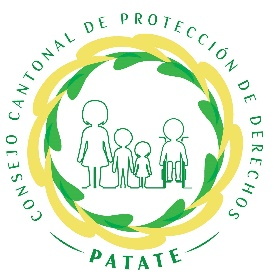 CONSEJO CANTONAL DE PROTECCIÓN DE DERECHOS
PATATE